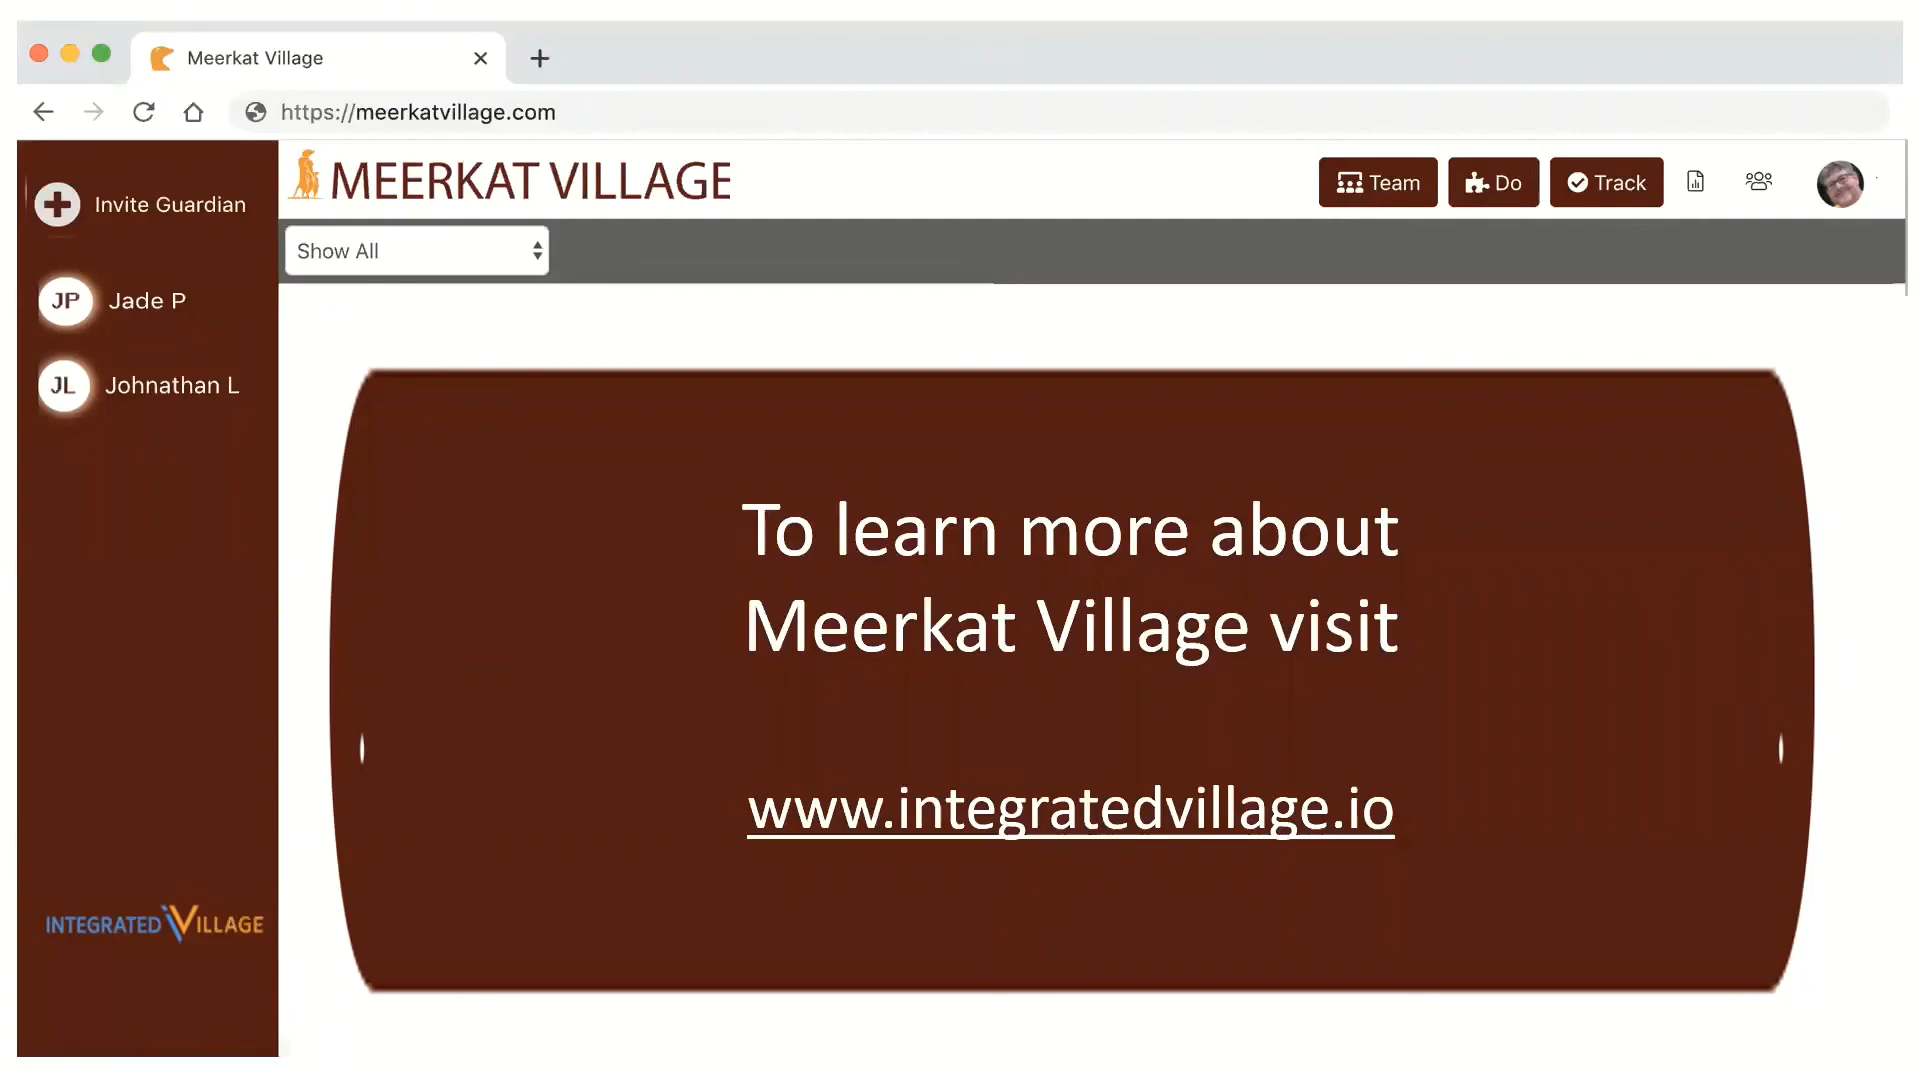 Meerkat Village
https://meerkatvillage.com
Invite Guardian
MEERKAT VILLAGE
Team
Do
Track
Show All
JP
Jade P
JL
Johnathan L
To learn more about
Meerkat Village visit
www.integratedvillage.io
INTEGRATED VILLAGE